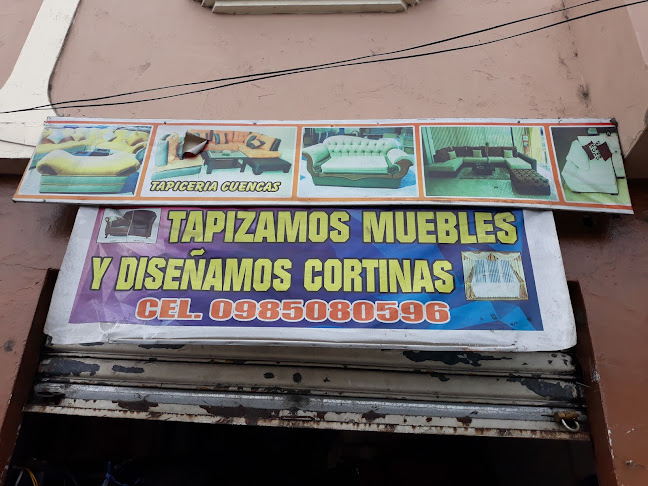 TAPICERIA CUENCAS
TAPIZAMOS MUEBLES
Y DISEÑAMOS CORTINAS
CEL. 0985080596